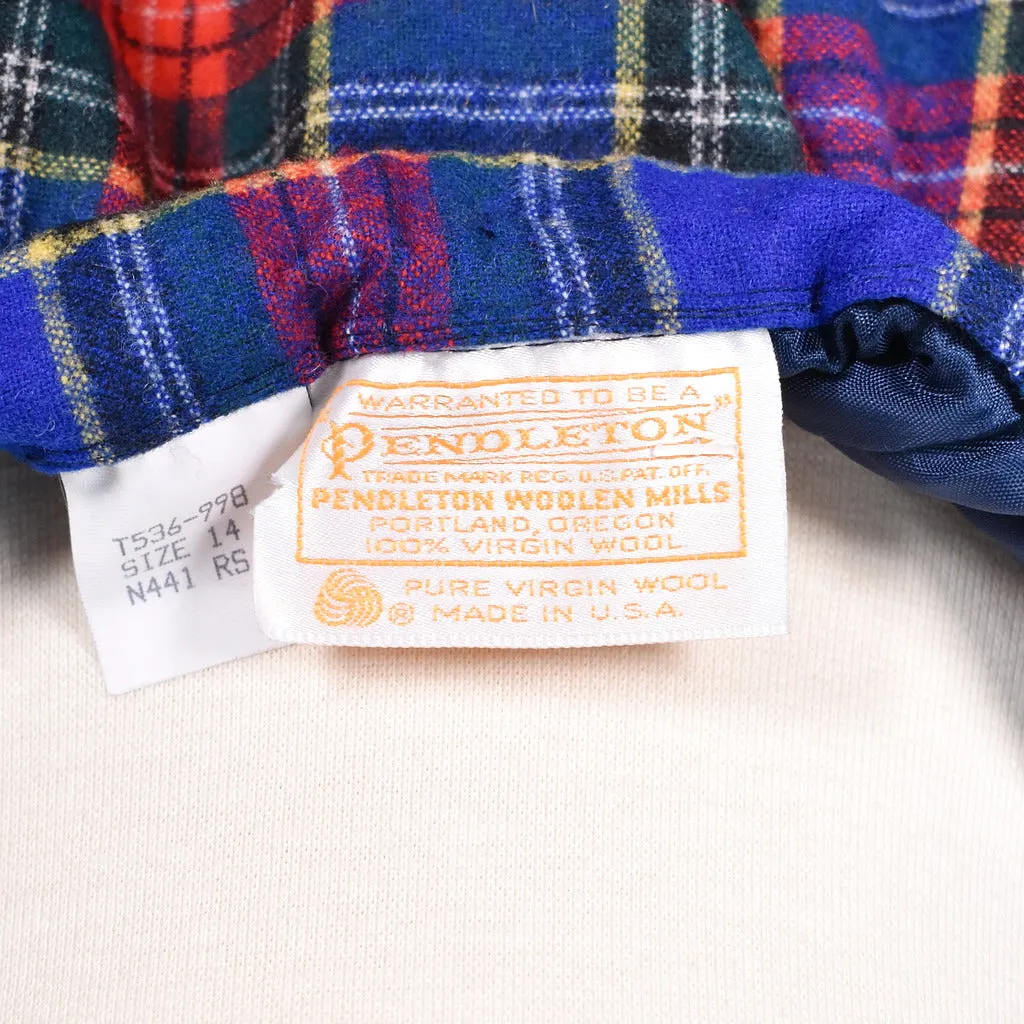 T536-998
SIZE 14
N441 RS
WARRANTED TO BE A
PENDLETON
TRADE MARK REG. U.S. PAT. OFF.
PENDLETON WOOLEN MILLS
PORTLAND, OREGON
100% VIRGIN WOOL
PURE VIRGIN WOOL
® MADE IN U.S.A.